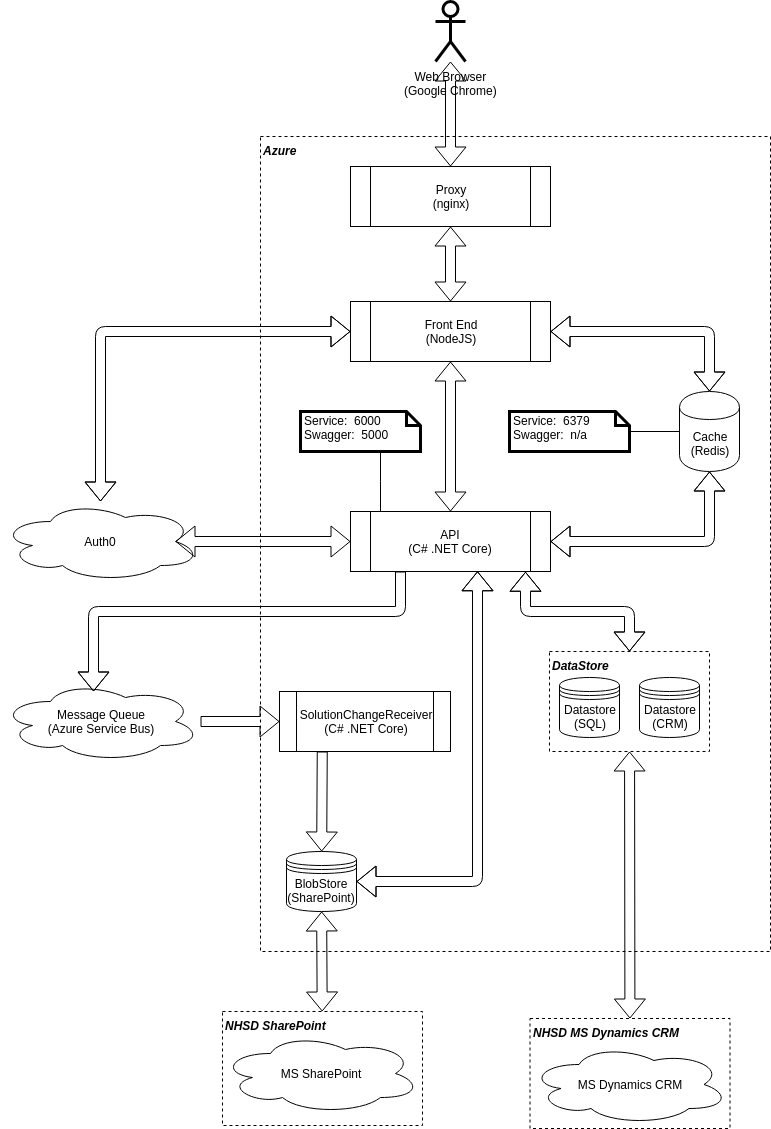 Web Browser
(Google Chrome)
Azure
Proxy
(nginx)
Front End
(NodeJS)
Service:  6000
Swagger:  5000
Service:  6379
Swagger:  n/a
Cache
(Redis)
Auth0
API
(C# .NET Core)
DataStore
Datastore
(SQL)
Datastore
(CRM)
Message Queue
(Azure Service Bus)
SolutionChangeReceiver
(C# .NET Core)
BlobStore
(SharePoint)
NHSD SharePoint
MS SharePoint
NHSD MS Dynamics CRM
MS Dynamics CRM